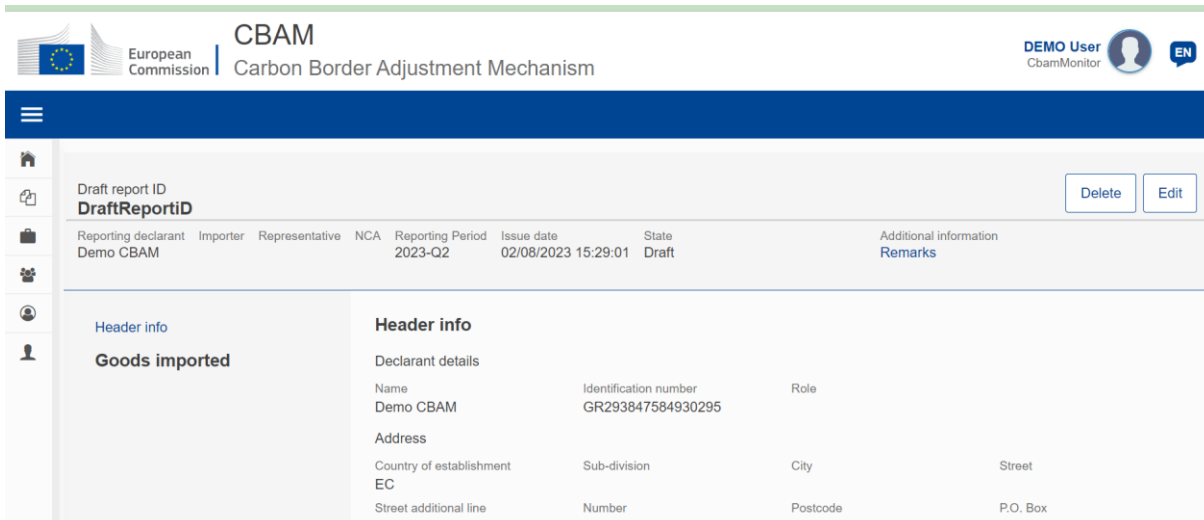 European
Commission
CBAM
Carbon Border Adjustment Mechanism
DEMO User
CbamMonitor
EN
Draft report ID
DraftReportiD
Delete
Edit
Reporting declarant Importer Representative NCA Reporting Period Issue date State Additional information
Demo CBAM 2023-Q2 02/08/2023 15:29:01 Draft Remarks
Header info
Goods imported
Header info
Declarant details
Name Identification number Role
Demo CBAM GR293847584930295
Address
Country of establishment Sub-division City Street
EC
Street additional line Number Postcode P.O. Box